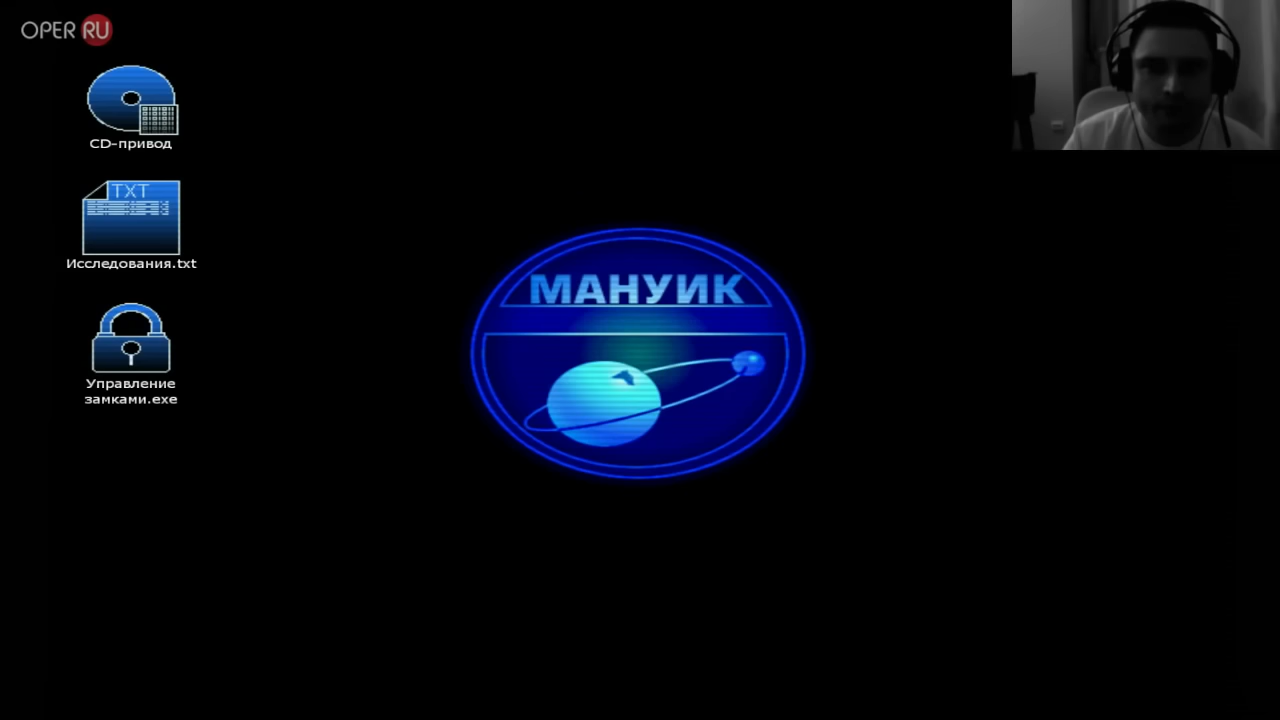 OPER RU
CD-привод
TXT
Исследования.txt
Управление
замками.exe
МАНУИК